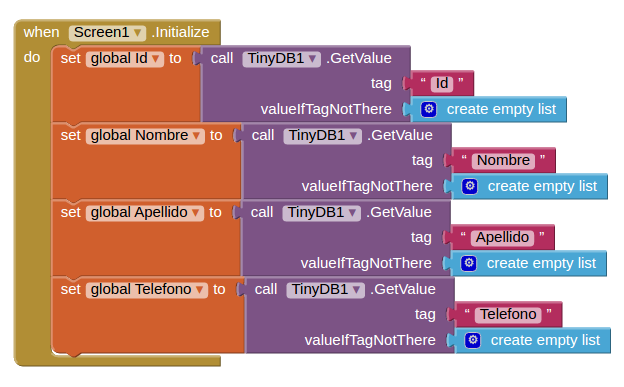 when Screen1 .Initialize
do set global Id to call TinyDB1 .GetValue
tag " Id "
valueIfTagNotThere create empty list
set global Nombre to call TinyDB1 .GetValue
tag " Nombre "
valueIfTagNotThere create empty list
set global Apellido to call TinyDB1 .GetValue
tag " Apellido "
valueIfTagNotThere create empty list
set global Telefono to call TinyDB1 .GetValue
tag " Telefono "
valueIfTagNotThere create empty list